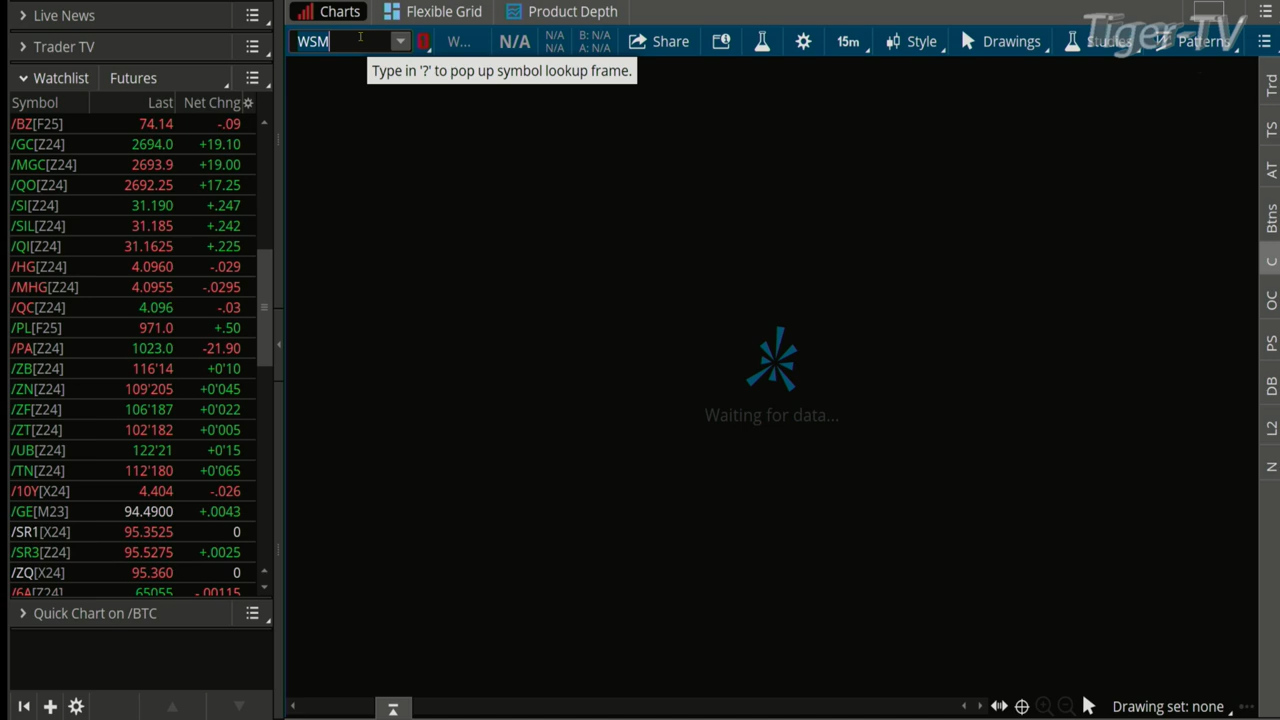 Live News
Trader TV
Watchlist Futures
Symbol Last Net Chng
/BZ[F25] 74.14 -.09
/GC[Z24] 2694.0 +19.10
/MGC[Z24] 2693.9 +19.00
/QO[Z24] 2692.25 +17.25
/SI[Z24] 31.190 +.247
/SIL[Z24] 31.185 +.242
/QI[Z24] 31.1625 +.225
/HG[Z24] 4.0960 -.029
/MHG[Z24] 4.0955 -.0295
/QC[Z24] 4.096 -.03
/PL[F25] 971.0 +.50
/PA[Z24] 1023.0 -21.90
/ZB[Z24] 116'14 +0'10
/ZN[Z24] 109'205 +0'045
/ZF[Z24] 106'187 +0'022
/ZT[Z24] 102'182 +0'005
/UB[Z24] 122'21 +0'15
/TN[Z24] 112'180 +0'065
/10Y[X24] 4.404 -.026
/GE[M23] 94.4900 +.0043
/SR1[X24] 95.3525 0
/SR3[Z24] 95.5275 +.0025
/ZQ[X24] 95.360 0
/6A[Z24] .65055 -.00115
Quick Chart on /BTC
Charts Flexible Grid Product Depth
Tiger-TV
WSM W... N/A N/A N/A B: N/A A: N/A Share 15m Style Drawings Studies Patterns
Type in '?' to pop up symbol lookup frame.
Waiting for data...
Trd
TS
AT
Btns
C
OC
PS
DB
L2
N
Drawing set: none